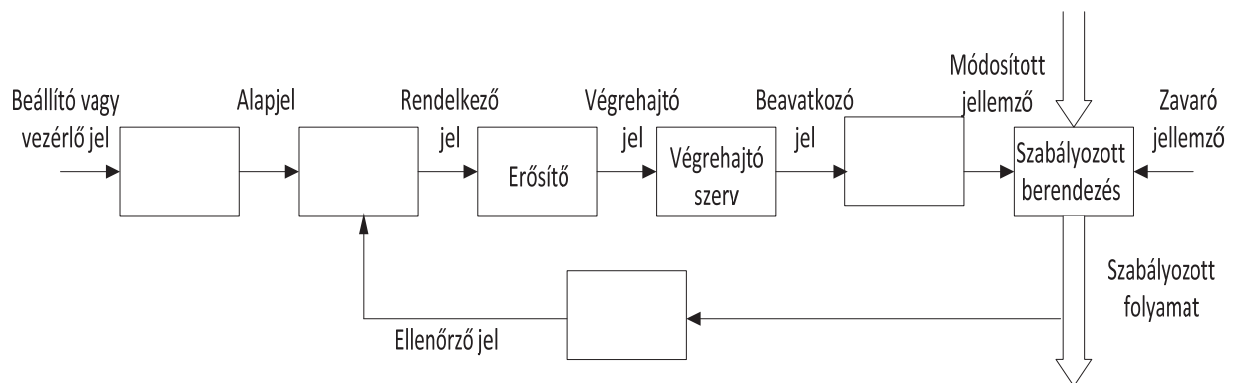 Beállító vagy
vezérlő jel
Alapjel
Rendelkező
jel
Erősítő
Végrehajtó
jel
Végrehajtó
szerv
Beavatkozó
jel
Módosított
jellemző
Szabályozott
berendezés
Zavaró
jellemző
Szabályozott
folyamat
Ellenőrző jel